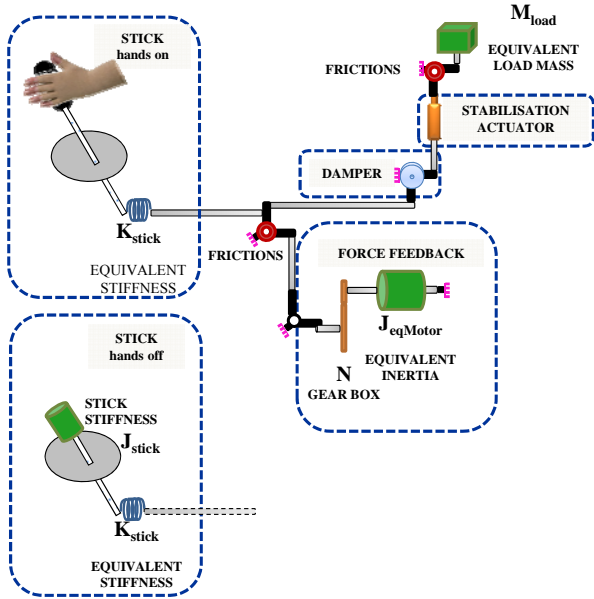 STICK
hands on
K_stick
EQUIVALENT
STIFFNESS
M_load
EQUIVALENT
LOAD MASS
FRICTIONS
STABILISATION
ACTUATOR
DAMPER
FRICTIONS
FORCE FEEDBACK
J_eqMotor
EQUIVALENT
INERTIA
N
GEAR BOX
STICK
hands off
STICK
STIFFNESS
J_stick
K_stick
EQUIVALENT
STIFFNESS